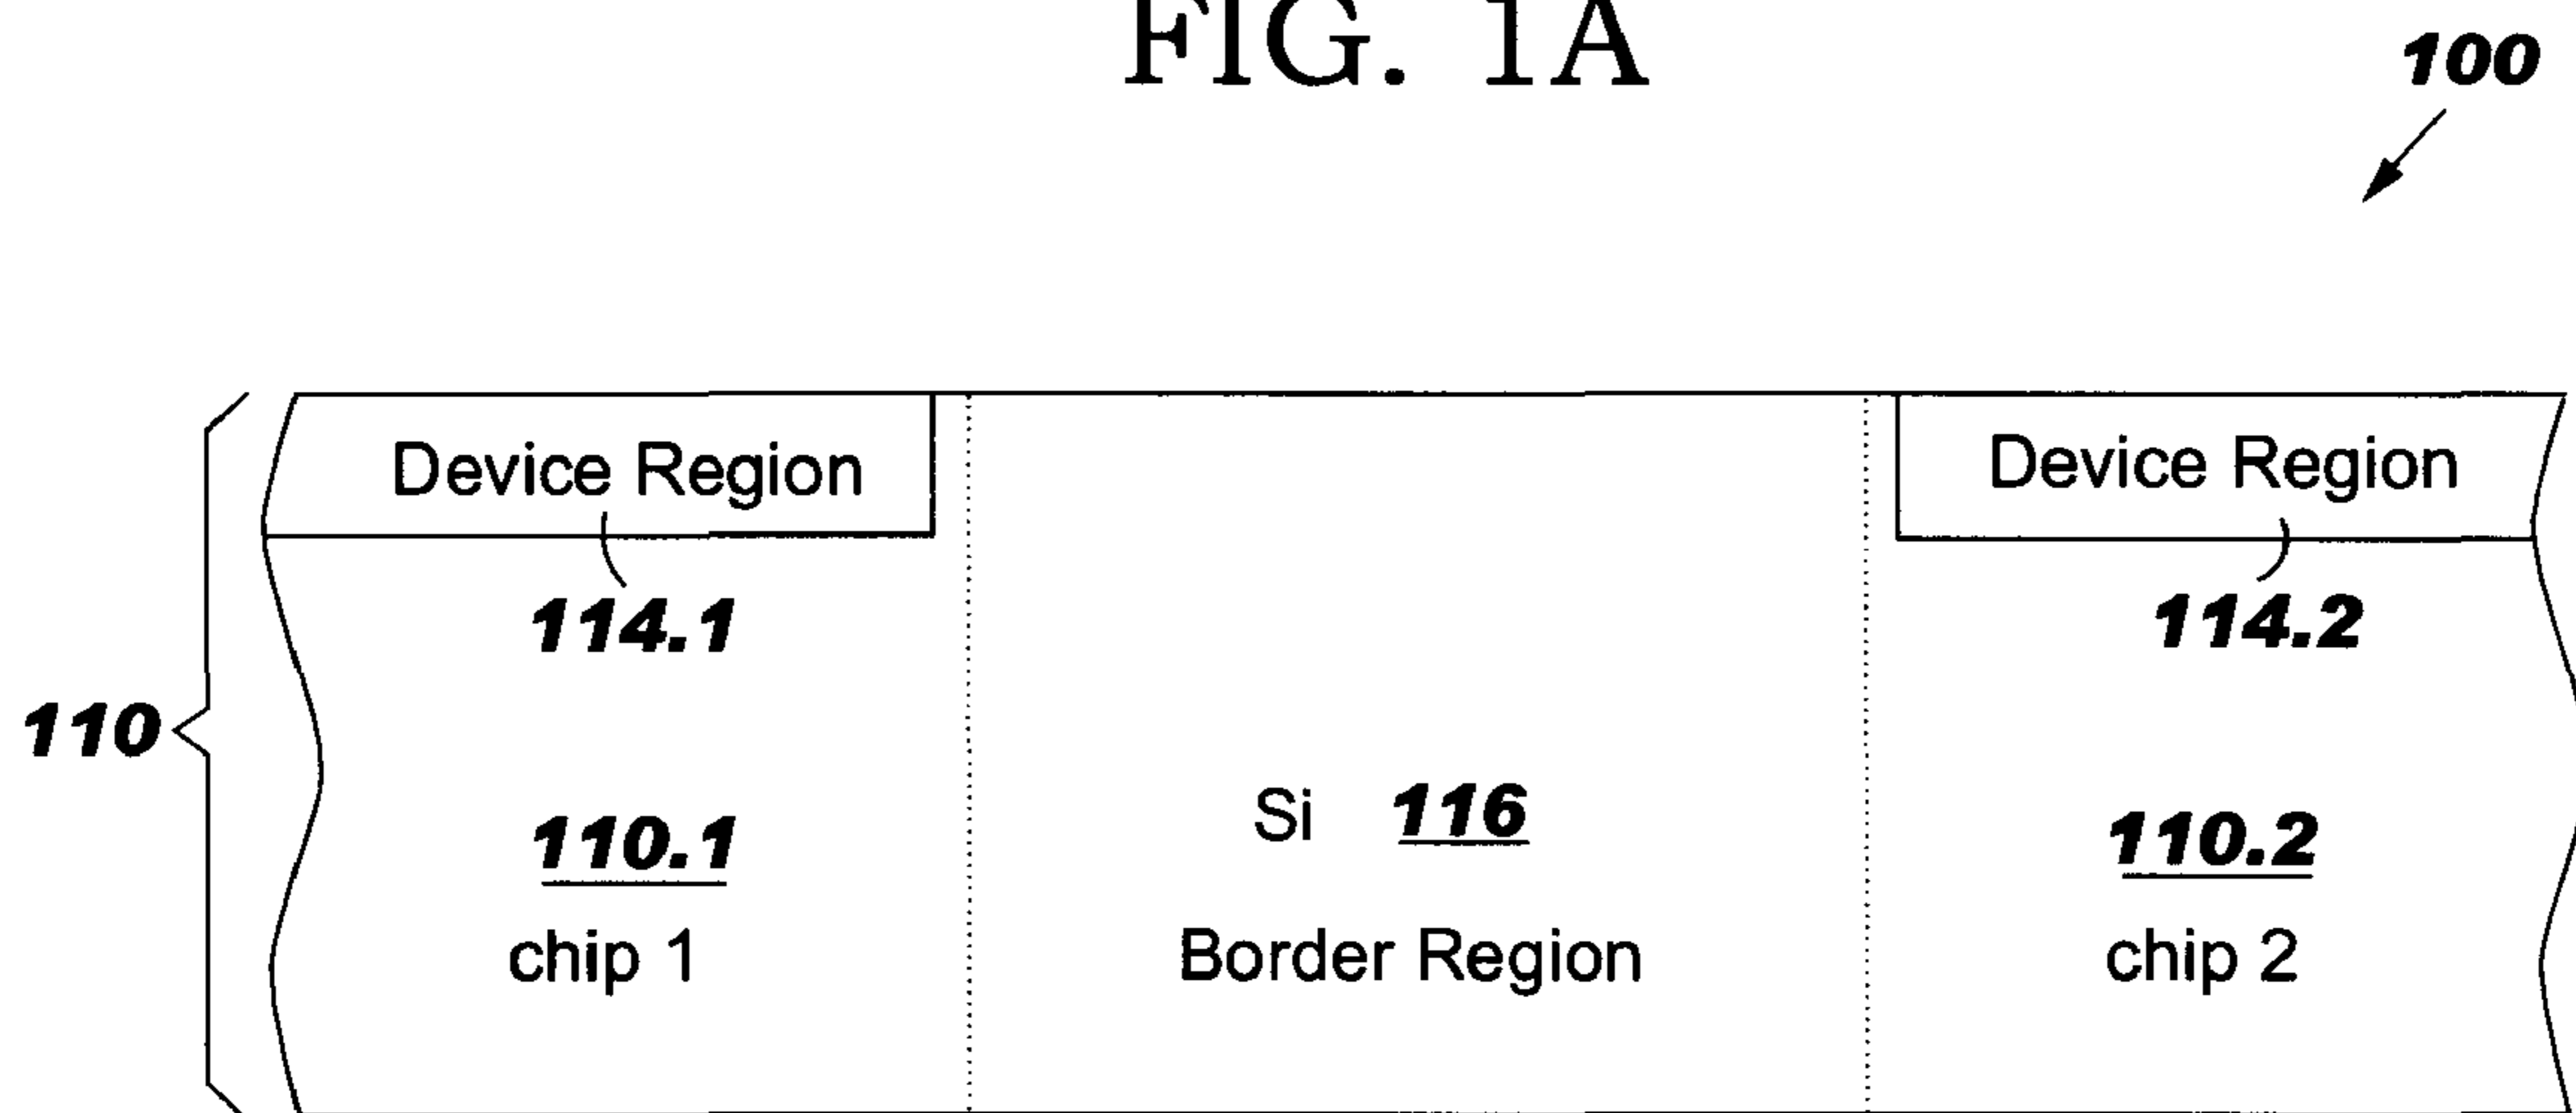 FIG. 1A
100
Device Region
Device Region
114.1
114.2
110
Si 116
110.1
110.2
chip 1
Border Region
chip 2